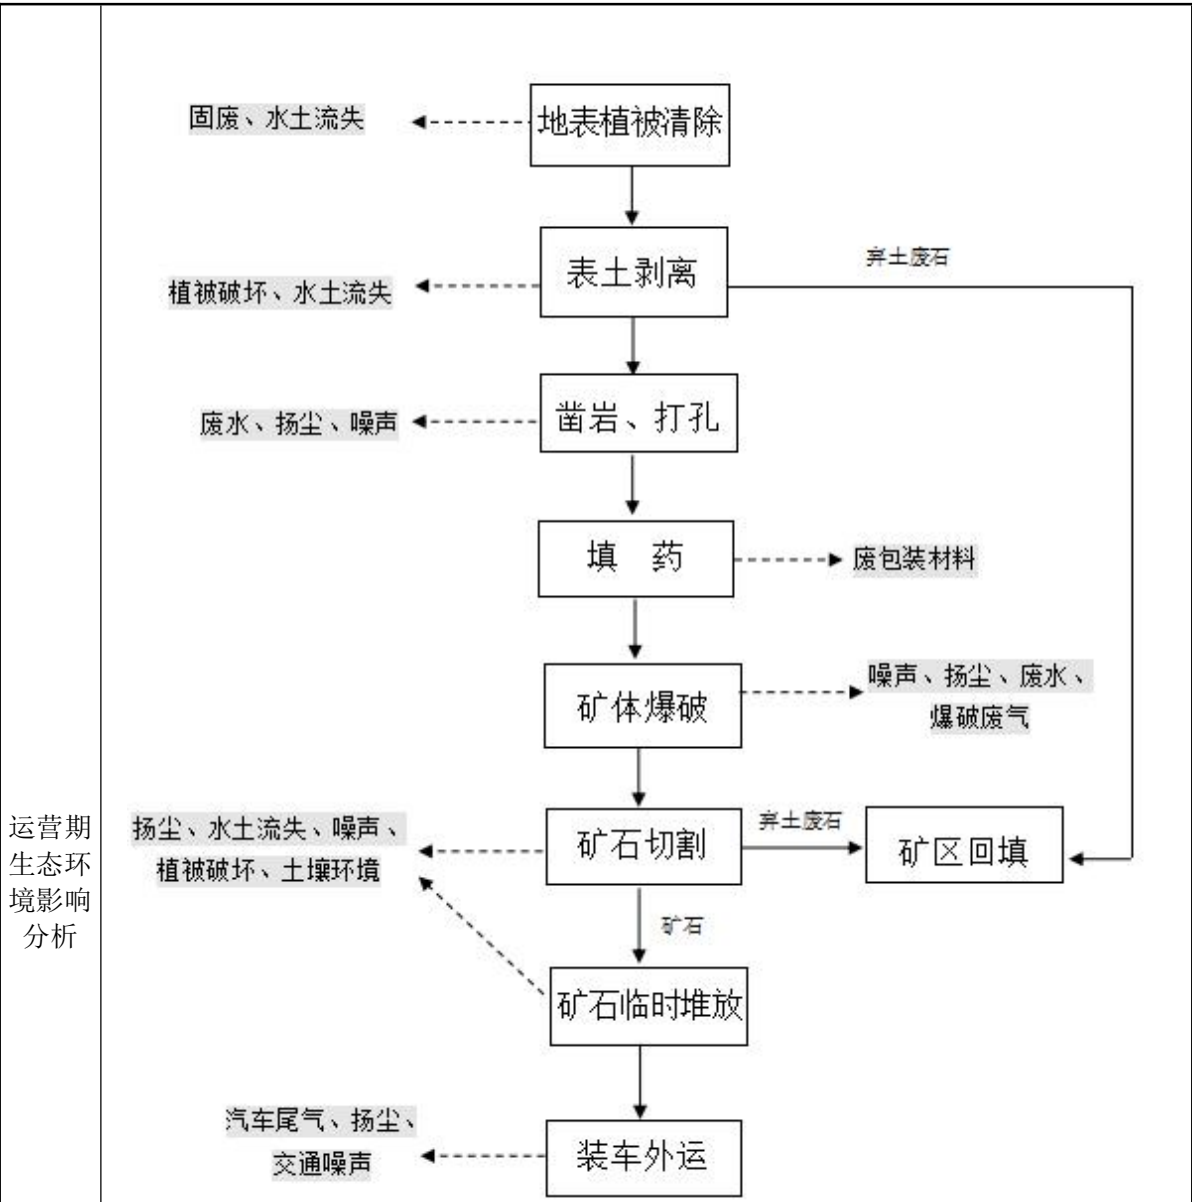 地表植被清除
固废、水土流失
表土剥离
弃土废石
植被破坏、水土流失
凿岩、打孔
废水、扬尘、噪声
填 药
废包装材料
矿体爆破
噪声、扬尘、废水、
爆破废气
运营期
生态环
境影响
分析
扬尘、水土流失、噪声、
植被破坏、土壤环境
矿石切割
弃土废石
矿区回填
矿石
矿石临时堆放
汽车尾气、扬尘、
交通噪声
装车外运